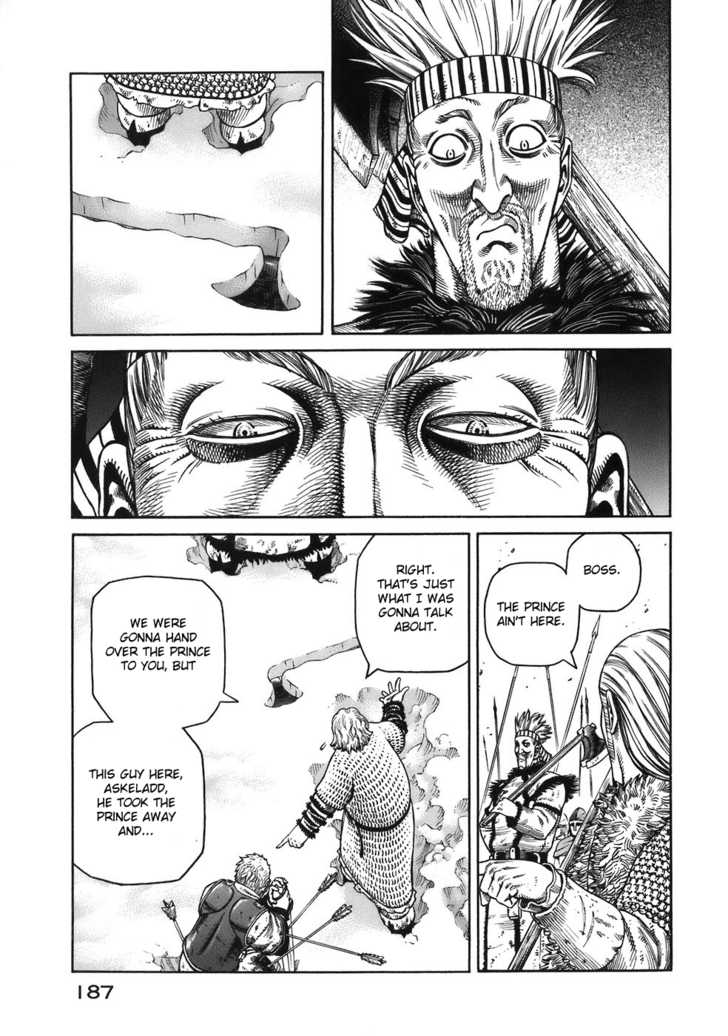 BOSS.
THE PRINCE
AIN'T HERE.
RIGHT.
THAT'S JUST
WHAT I WAS
GONNA TALK
ABOUT.
WE WERE
GONNA HAND
OVER THE PRINCE
TO YOU, BUT
THIS GUY HERE,
ASKELADD,
HE TOOK THE
PRINCE AWAY
AND...
187